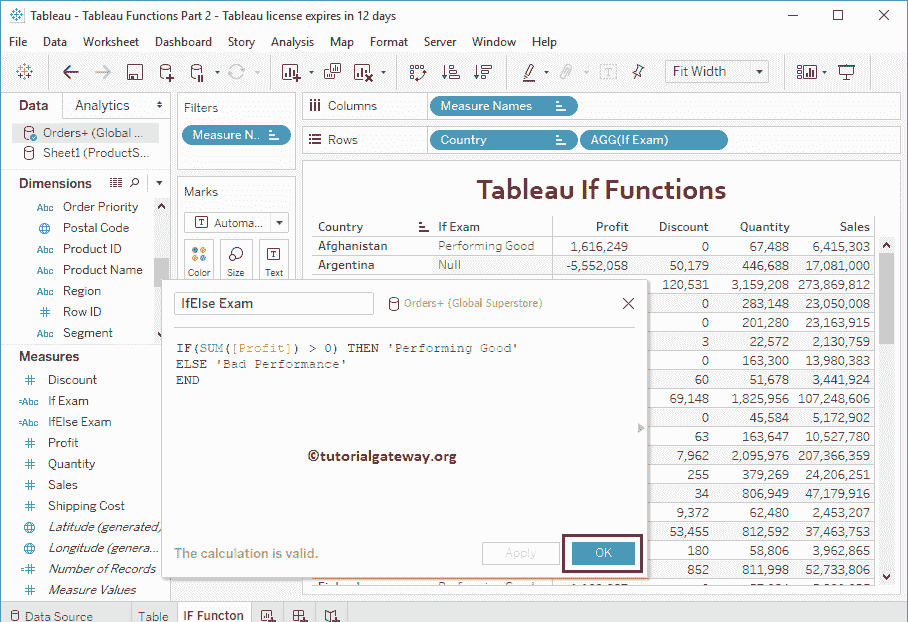 Tableau - Tableau Functions Part 2 - Tableau license expires in 12 days
File Data Worksheet Dashboard Story Analysis Map Format Server Window Help
Fit Width
Data Analytics
Orders+ (Global ...
Sheet1 (ProductS...
Dimensions
Abc Order Priority
Postal Code
Abc Product ID
Abc Product Name
Abc Region
# Row ID
Abc Segment
Measures
# Discount
=Abc If Exam
=Abc IfElse Exam
# Profit
# Quantity
# Sales
# Shipping Cost
Latitude (generated)
Longitude (genera...
=# Number of Records
# Measure Values
Filters
Measure N..
Marks
Automa...
Color Size Text
Columns Measure Names
Rows Country AGG(If Exam)
Tableau If Functions
Country If Exam Profit Discount Quantity Sales
Afghanistan Performing Good 1,616,249 0 67,488 6,415,303
Argentina Null -5,552,058 50,179 446,688 17,081,000
120,531 3,159,208 273,869,812
0 283,148 23,050,008
0 201,280 23,163,915
3 22,572 2,130,759
0 163,300 13,980,383
60 51,678 3,441,924
69,148 1,825,956 107,248,606
0 45,584 5,172,902
63 163,647 10,527,780
7,962 2,095,976 207,366,359
255 379,269 24,206,251
34 806,949 47,179,916
9,372 62,480 2,453,207
53,455 812,592 37,463,753
180 58,806 3,962,865
852 811,998 52,733,806
IfElse Exam Orders+ (Global Superstore)
IF(SUM([Profit]) > 0) THEN 'Performing Good'
ELSE 'Bad Performance'
END
©tutorialgateway.org
The calculation is valid.
Apply OK
Data Source Table IF Functon